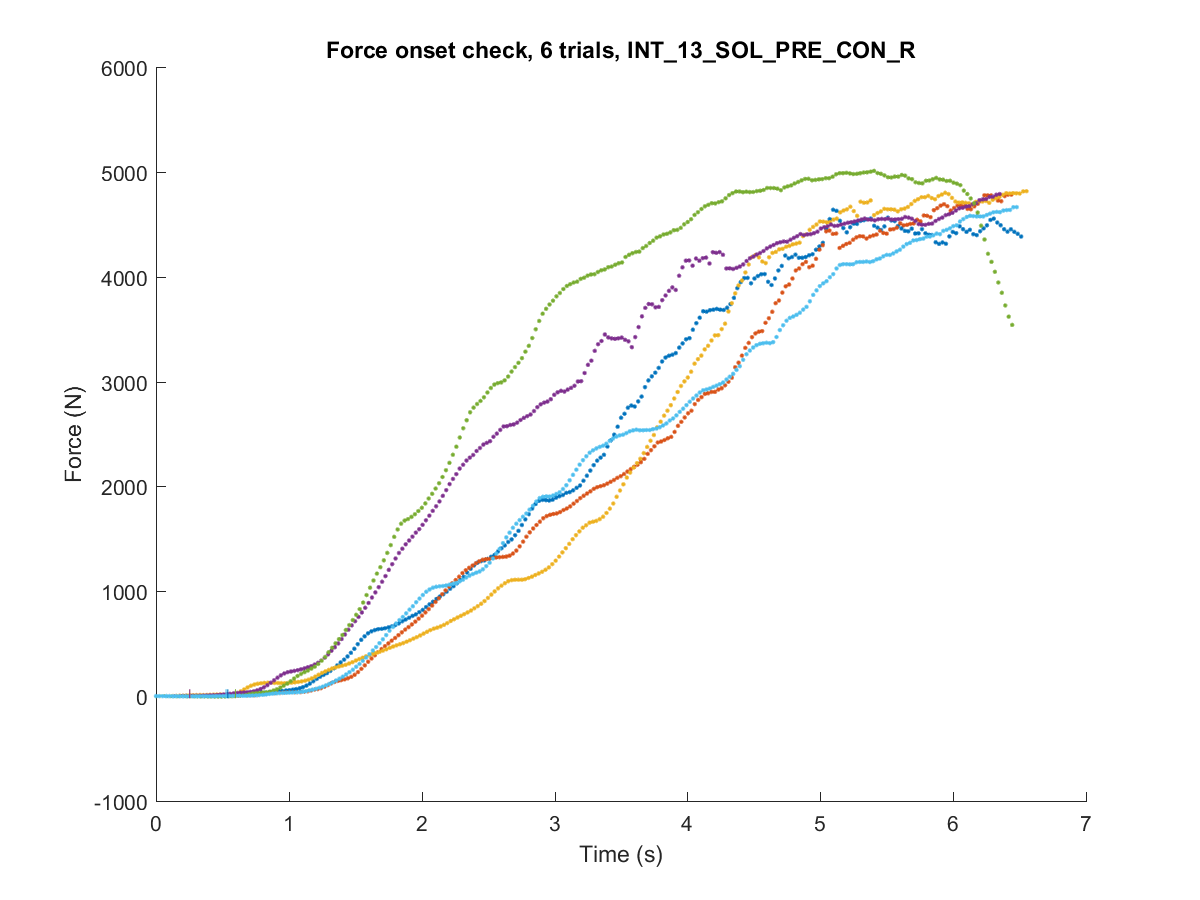 Force onset check, 6 trials, INT_13_SOL_PRE_CON_R
6000
5000
4000
3000
2000
1000
0
-1000
Force (N)
0 1 2 3 4 5 6 7
Time (s)